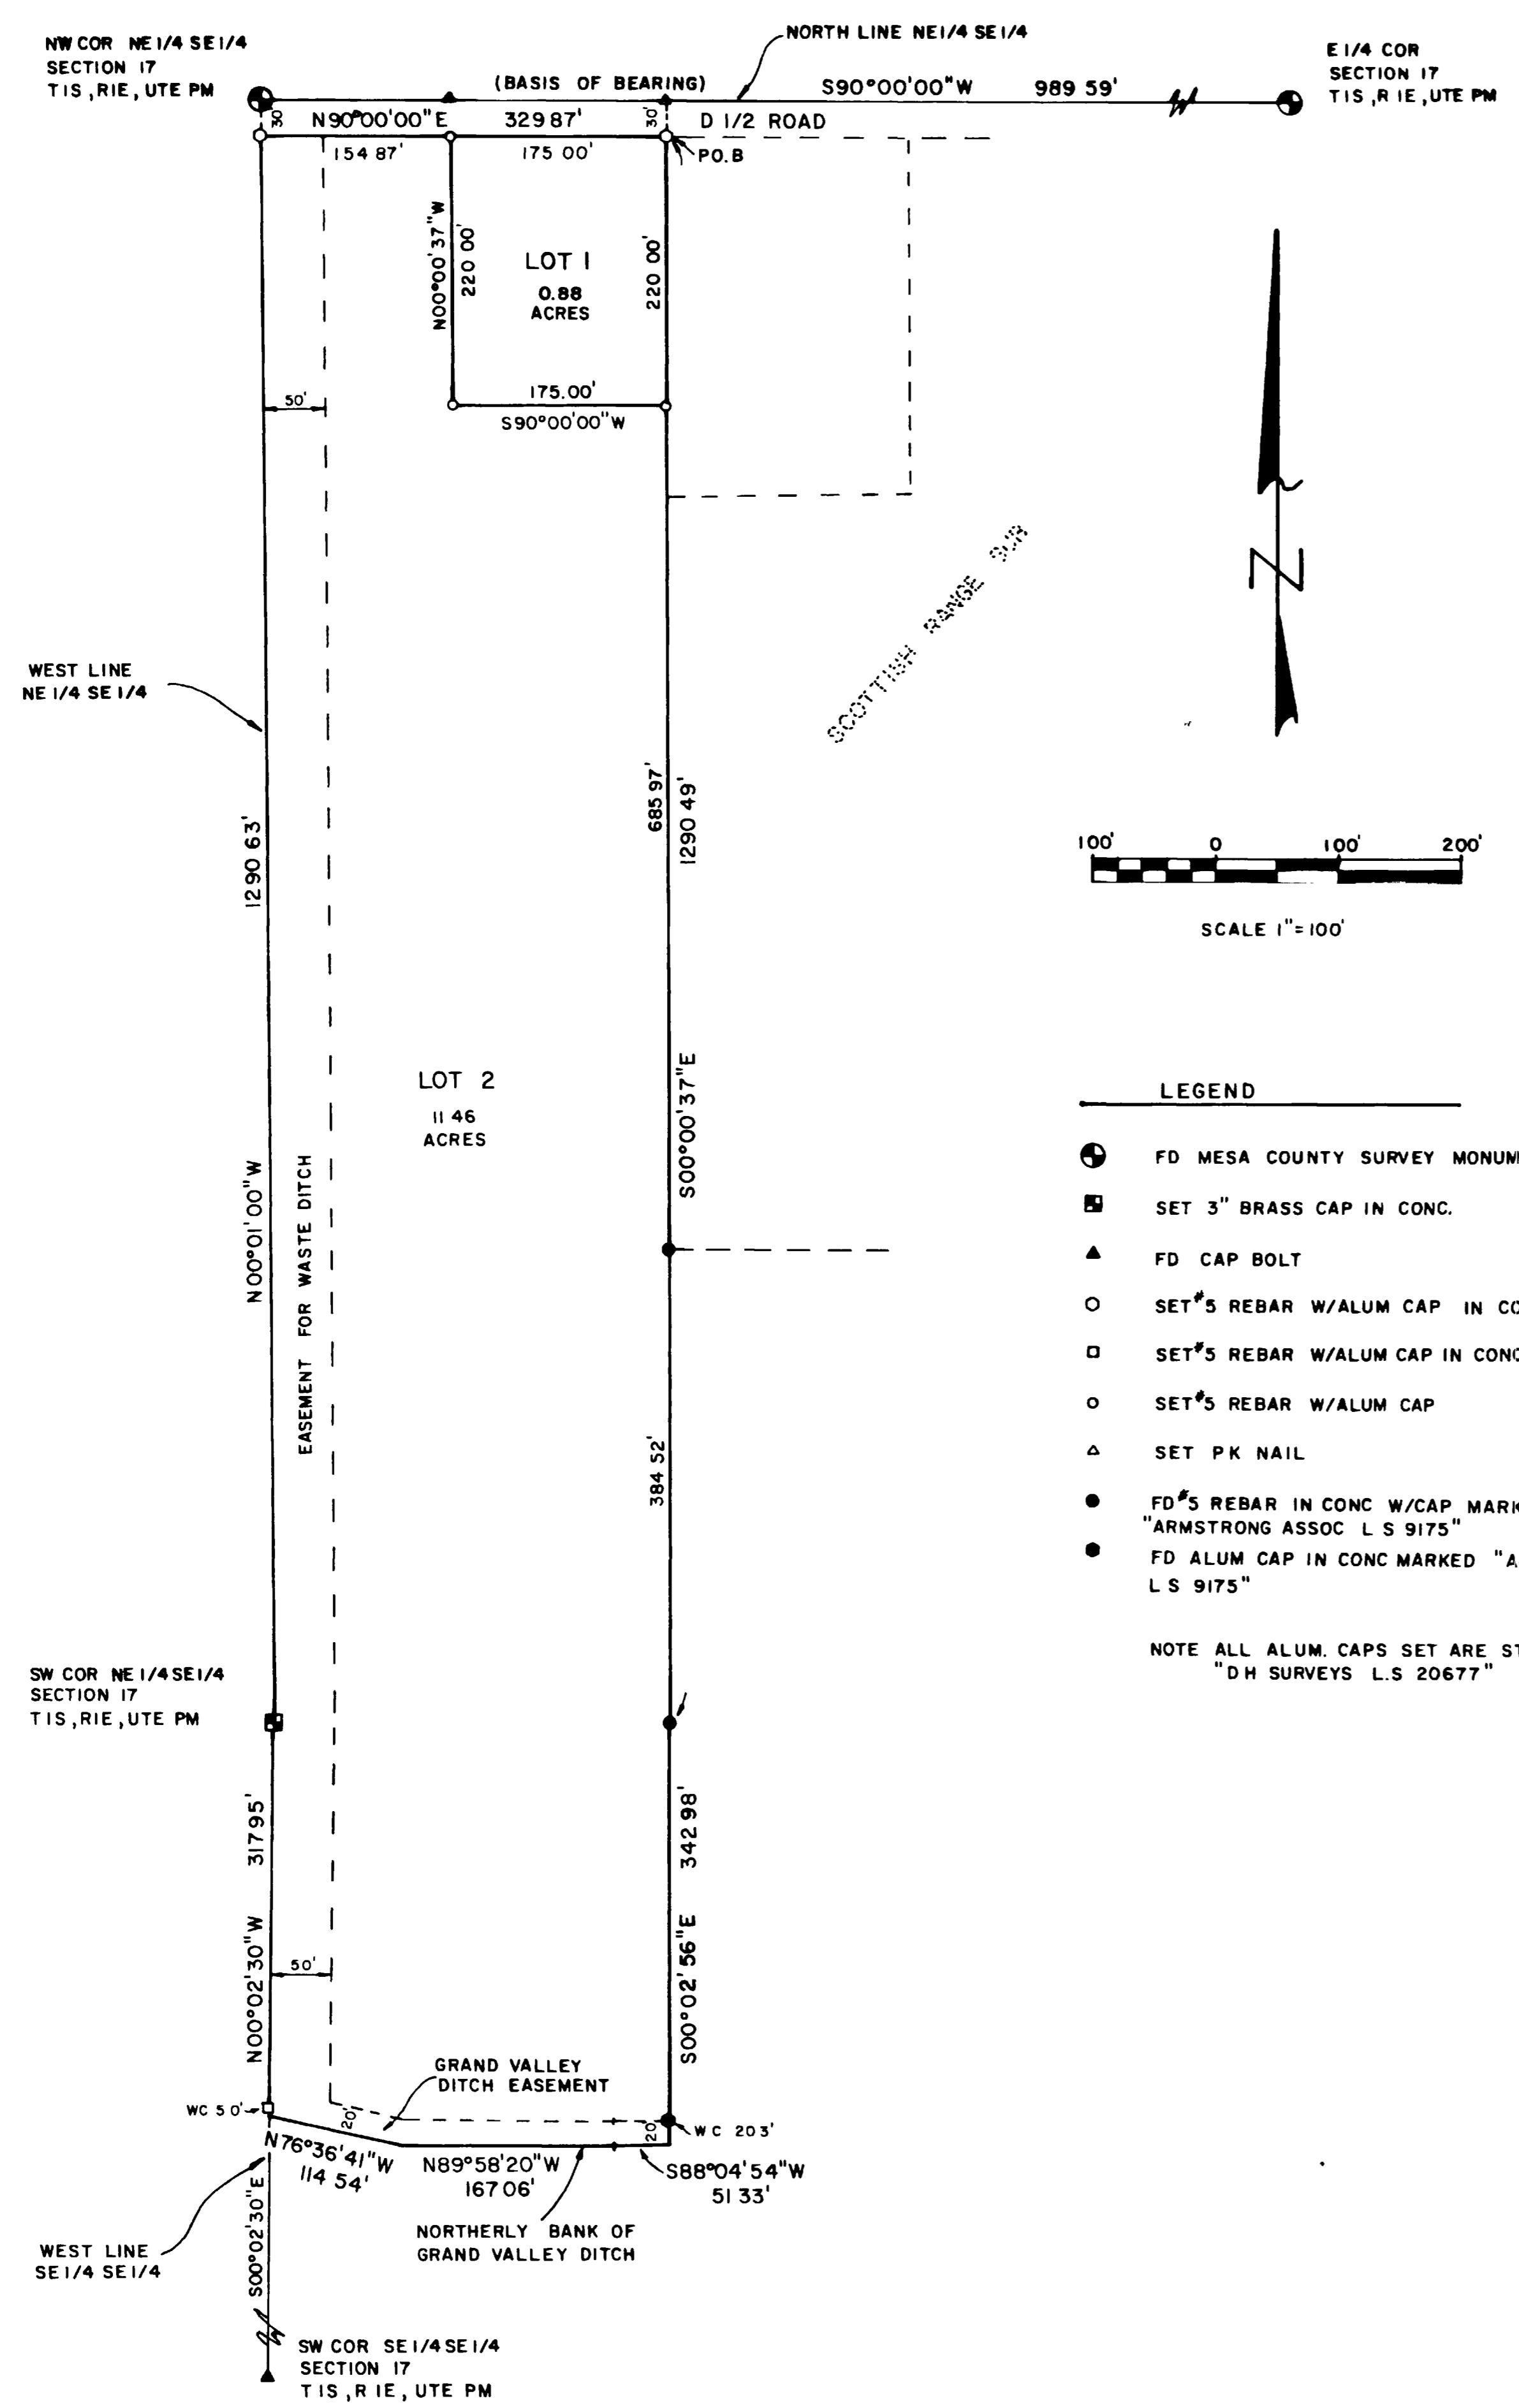 NORTH LINE NE 1/4 SE 1/4
NW COR NE 1/4 SE 1/4
SECTION 17
T1S, R1E, UTE PM
E 1/4 COR
SECTION 17
T1S, R1E, UTE PM
(BASIS OF BEARING)
S90°00'00"W 989 59'
30'
N90°00'00"E 329 87'
30'
D 1/2 ROAD
154 87'
175 00'
P.O.B
N00°00'37"W
220 00'
LOT 1
0.88
ACRES
220 00'
175.00'
S90°00'00"W
50'
SCOTTISH RANGE SUB
N
WEST LINE
NE 1/4 SE 1/4
1290 63'
685 97'
1290 49'
100' 0 100' 200'
SCALE 1"=100'
LOT 2
11 46
ACRES
N00°01'00"W
EASEMENT FOR WASTE DITCH
S00°00'37"E
384 52'
LEGEND
FD MESA COUNTY SURVEY MONUM
SET 3" BRASS CAP IN CONC.
FD CAP BOLT
SET #5 REBAR W/ALUM CAP IN CO
SET #5 REBAR W/ALUM CAP IN CONC
SET #5 REBAR W/ALUM CAP
SET PK NAIL
FD #5 REBAR IN CONC W/CAP MARK
"ARMSTRONG ASSOC L S 9175"
FD ALUM CAP IN CONC MARKED "A
L S 9175"
NOTE ALL ALUM. CAPS SET ARE ST
"D H SURVEYS L.S 20677"
SW COR NE 1/4 SE 1/4
SECTION 17
T1S, R1E, UTE PM
317 95'
342 98'
N00°02'30"W
50'
S00°02'56"E
GRAND VALLEY
DITCH EASEMENT
WC 5 0'
20'
20'
WC 20 3'
N76°36'41"W
114 54'
N89°58'20"W
167 06'
S88°04'54"W
51 33'
S00°02'30"E
NORTHERLY BANK OF
GRAND VALLEY DITCH
WEST LINE
SE 1/4 SE 1/4
SW COR SE 1/4 SE 1/4
SECTION 17
T1S, R1E, UTE PM